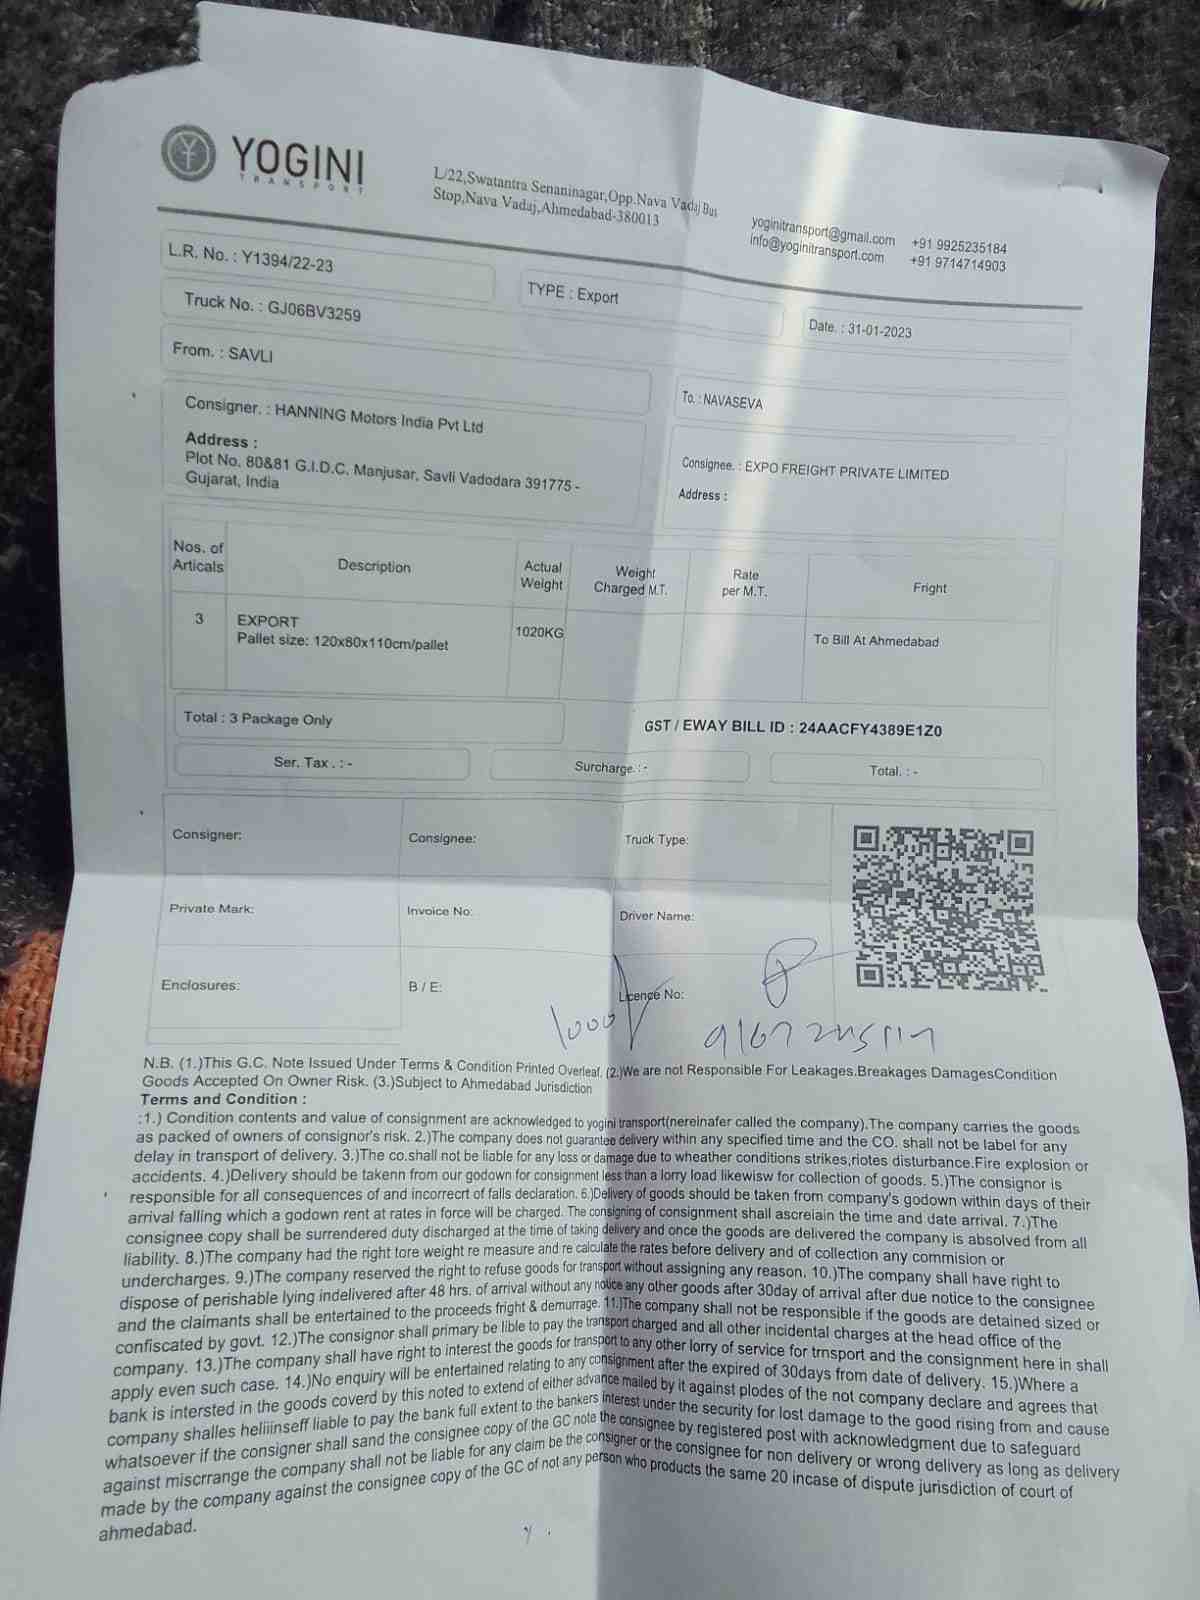 YOGINI
TRANSPORT
L/22,Swatantra Senaninagar,Opp.Nava Vadaj Bus
Stop,Nava Vadaj,Ahmedabad-380013
yoginitransport@gmail.com
info@yoginitransport.com
+91 9925235184
+91 9714714903
L.R. No. : Y1394/22-23
TYPE : Export
Truck No. : GJ06BV3259
Date. : 31-01-2023
From. : SAVLI
To. : NAVASEVA
Consigner. : HANNING Motors India Pvt Ltd
Address :
Plot No. 80&81 G.I.D.C. Manjusar, Savli Vadodara 391775 -
Gujarat, India
Consignee. : EXPO FREIGHT PRIVATE LIMITED
Address :
Nos. of
Articals
Description
Actual
Weight
Weight
Charged M.T.
Rate
per M.T.
Fright
3
EXPORT
Pallet size: 120x80x110cm/pallet
1020KG
To Bill At Ahmedabad
Total : 3 Package Only
GST / EWAY BILL ID : 24AACFY4389E1Z0
Ser. Tax . : -
Surcharge. : -
Total. : -
Consigner:
Consignee:
Truck Type:
Private Mark:
Invoice No:
Driver Name:
Enclosures:
B / E:
Licence No:
1000
N.B. (1.)This G.C. Note Issued Under Terms & Condition Printed Overleaf. (2.)We are not Responsible For Leakages.Breakages DamagesCondition
Goods Accepted On Owner Risk. (3.)Subject to Ahmedabad Jurisdiction
Terms and Condition :
:1.) Condition contents and value of consignment are acknowledged to yogini transport(nereinafer called the company).The company carries the goods
as packed of owners of consignor's risk. 2.)The company does not guarantee delivery within any specified time and the CO. shall not be label for any
delay in transport of delivery. 3.)The co.shall not be liable for any loss or damage due to wheather conditions strikes,riotes disturbance.Fire explosion or
accidents. 4.)Delivery should be takenn from our godown for consignment less than a lorry load likewisw for collection of goods. 5.)The consignor is
responsible for all consequences of and incorrecrt of falls declaration. 6.)Delivery of goods should be taken from company's godown within days of their
arrival falling which a godown rent at rates in force will be charged. The consigning of consignment shall ascrelain the time and date arrival. 7.)The
consignee copy shall be surrendered duty discharged at the time of taking delivery and once the goods are delivered the company is absolved from all
liability. 8.)The company had the right tore weight re measure and re calculate the rates before delivery and of collection any commision or
undercharges. 9.)The company reserved the right to refuse goods for transport without assigning any reason. 10.)The company shall have right to
dispose of perishable lying indelivered after 48 hrs. of arrival without any notice any other goods after 30day of arrival after due notice to the consignee
and the claimants shall be entertained to the proceeds fright & demurrage. 11.)The company shall not be responsible if the goods are detained sized or
confiscated by govt. 12.)The consignor shall primary be lible to pay the transport charged and all other incidental charges at the head office of the
company. 13.)The company shall have right to interest the goods for transport to any other lorry of service for trnsport and the consignment here in shall
apply even such case. 14.)No enquiry will be entertained relating to any consignment after the expired of 30days from date of delivery. 15.)Where a
bank is intersted in the goods coverd by this noted to extend of either advance mailed by it against plodes of the not company declare and agrees that
company shalles heliiinseff liable to pay the bank full extent to the bankers interest under the security for lost damage to the good rising from and cause
whatsoever if the consigner shall sand the consignee copy of the GC note the consignee by registered post with acknowledgment due to safeguard
against miscrrange the company shall not be liable for any claim be the consigner or the consignee for non delivery or wrong delivery as long as delivery
made by the company against the consignee copy of the GC of not any person who products the same 20 incase of dispute jurisdiction of court of
ahmedabad.